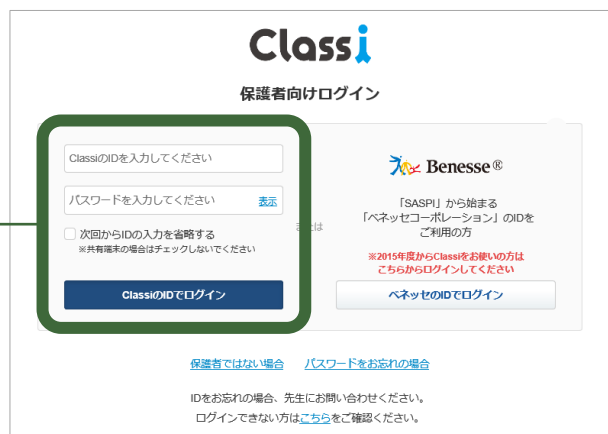 Classi
保護者向けログイン
ClassiのIDを入力してください
パスワードを入力してください 表示
次回からIDの入力を省略する
※共有端末の場合はチェックしないでください
ClassiのIDでログイン
または
Benesse®
「SASPI」から始まる
「ベネッセコーポレーション」のIDを
ご利用の方
※2015年度からClassiをお使いの方は
こちらからログインしてください
ベネッセのIDでログイン
保護者ではない場合 パスワードをお忘れの場合
IDをお忘れの場合、先生にお問い合わせください。
ログインできない方はこちらをご確認ください。